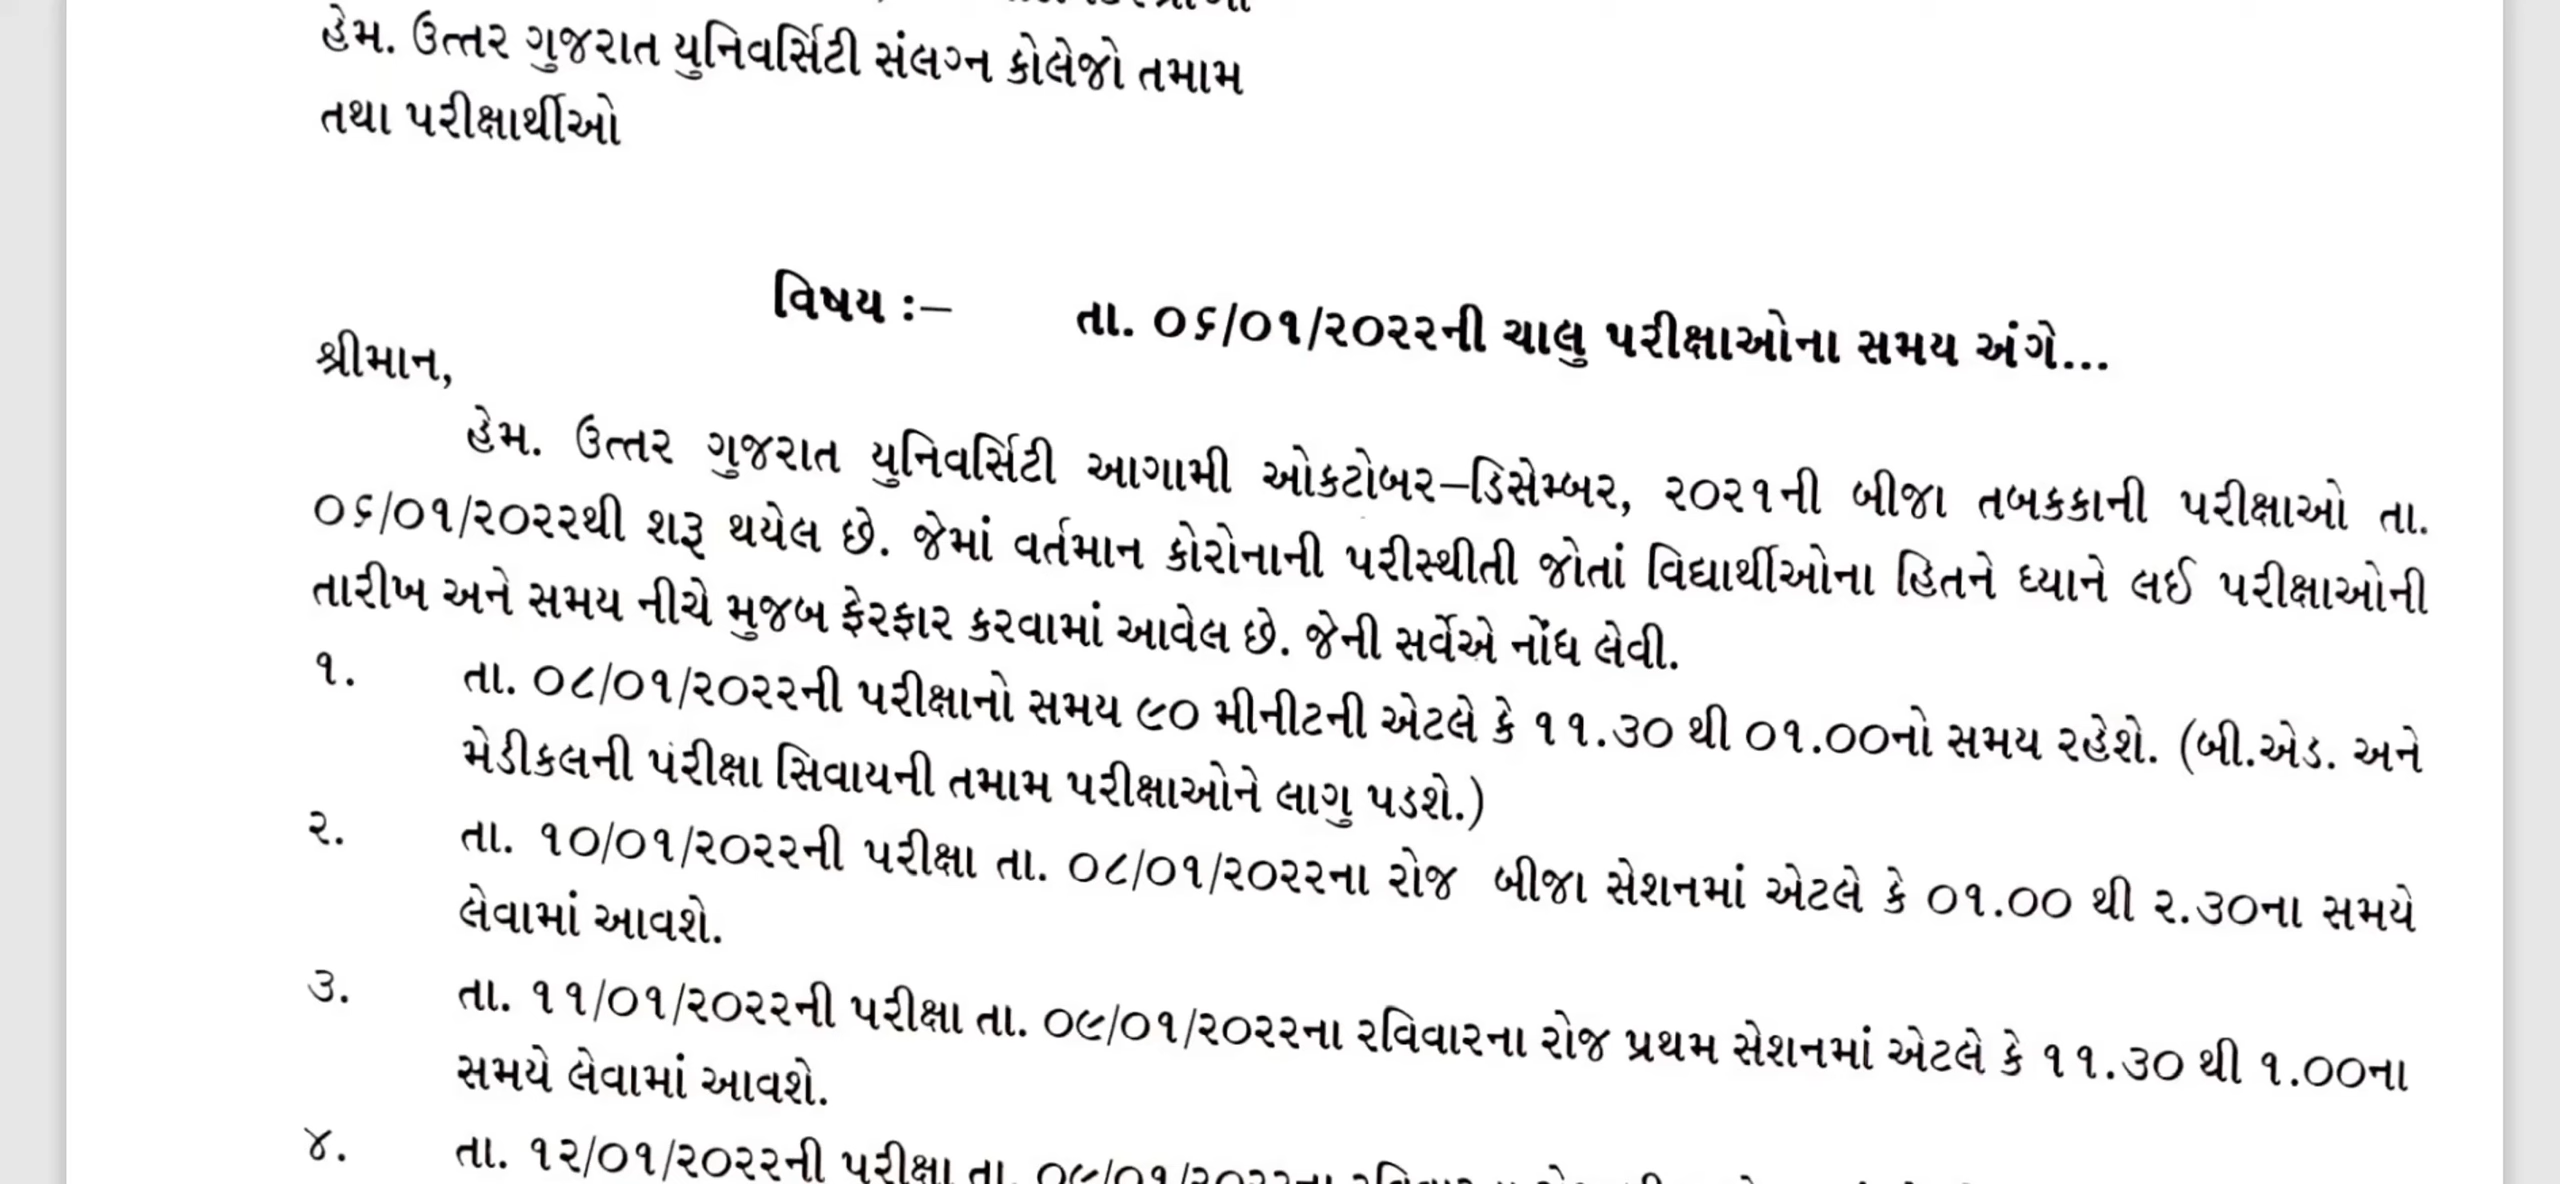 હેમ. ઉત્તર ગુજરાત યુનિવર્સિટી સંલગ્ન કોલેજો તમામ
તથા પરીક્ષાર્થીઓ
વિષય :– તા. ૦૬/૦૧/૨૦૨૨ની ચાલુ પરીક્ષાઓના સમય અંગે...
શ્રીમાન,
હેમ. ઉત્તર ગુજરાત યુનિવર્સિટી આગામી ઓકટોબર–ડિસેમ્બર, ૨૦૨૧ની બીજા તબકકાની પરીક્ષાઓ તા.
૦૬/૦૧/૨૦૨૨થી શરૂ થયેલ છે. જેમાં વર્તમાન કોરોનાની પરીસ્થીતી જોતાં વિદ્યાર્થીઓના હિતને ધ્યાને લઈ પરીક્ષાઓની
તારીખ અને સમય નીચે મુજબ ફેરફાર કરવામાં આવેલ છે. જેની સર્વેએ નોંધ લેવી.
૧. તા. ૦૮/૦૧/૨૦૨૨ની પરીક્ષાનો સમય ૯૦ મીનીટની એટલે કે ૧૧.૩૦ થી ૦૧.૦૦નો સમય રહેશે. (બી.એડ. અને
મેડીકલની પરીક્ષા સિવાયની તમામ પરીક્ષાઓને લાગુ પડશે.)
૨. તા. ૧૦/૦૧/૨૦૨૨ની પરીક્ષા તા. ૦૮/૦૧/૨૦૨૨ના રોજ બીજા સેશનમાં એટલે કે ૦૧.૦૦ થી ૨.૩૦ના સમયે
લેવામાં આવશે.
૩. તા. ૧૧/૦૧/૨૦૨૨ની પરીક્ષા તા. ૦૯/૦૧/૨૦૨૨ના રવિવારના રોજ પ્રથમ સેશનમાં એટલે કે ૧૧.૩૦ થી ૧.૦૦ના
સમયે લેવામાં આવશે.
૪. તા. ૧૨/૦૧/૨૦૨૨ની પરીક્ષા તા. ૦૯/૦૧/૨૦૨૨ના